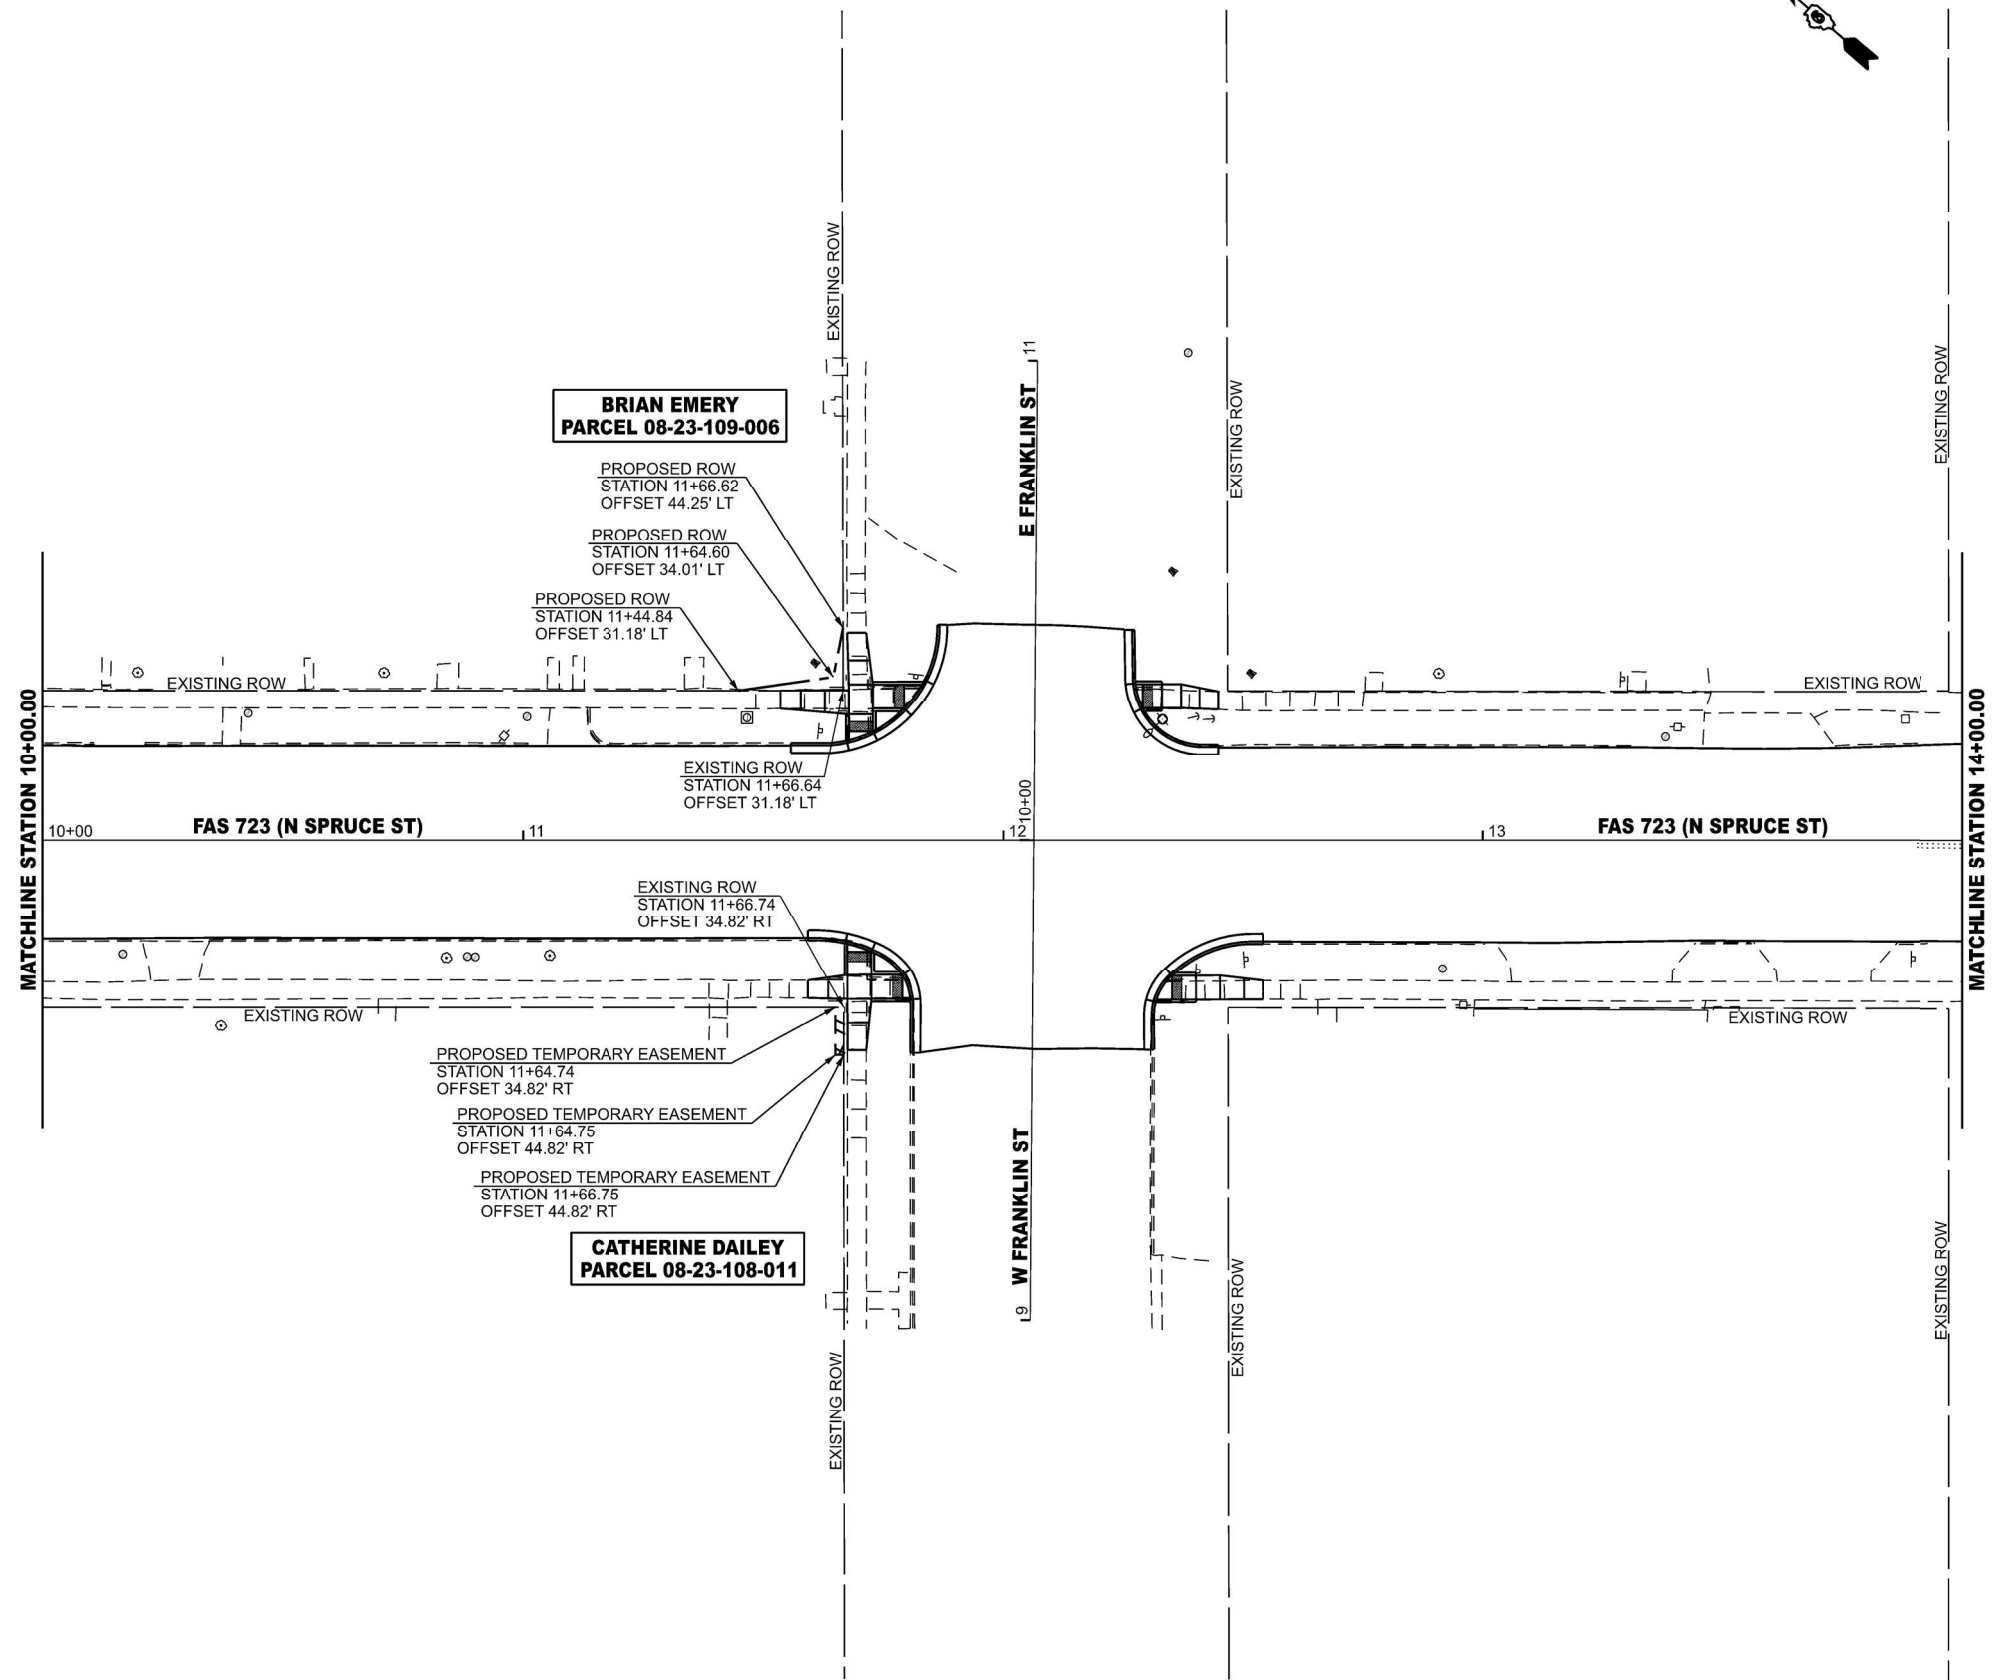 EXISTING ROW
EXISTING ROW
EXISTING ROW
BRIAN EMERY
PARCEL 08-23-109-006
11
E FRANKLIN ST
PROPOSED ROW
STATION 11+66.62
OFFSET 44.25' LT
PROPOSED ROW
STATION 11+64.60
OFFSET 34.01' LT
PROPOSED ROW
STATION 11+44.84
OFFSET 31.18' LT
EXISTING ROW
EXISTING ROW
EXISTING ROW
STATION 11+66.64
OFFSET 31.18' LT
MATCHLINE STATION 10+00.00
MATCHLINE STATION 14+00.00
10+00
FAS 723 (N SPRUCE ST)
11
12
10+00
13
FAS 723 (N SPRUCE ST)
EXISTING ROW
STATION 11+66.74
OFFSET 34.82' RT
EXISTING ROW
EXISTING ROW
PROPOSED TEMPORARY EASEMENT
STATION 11+64.74
OFFSET 34.82' RT
PROPOSED TEMPORARY EASEMENT
STATION 11+64.75
OFFSET 44.82' RT
PROPOSED TEMPORARY EASEMENT
STATION 11+66.75
OFFSET 44.82' RT
CATHERINE DAILEY
PARCEL 08-23-108-011
W FRANKLIN ST
9
EXISTING ROW
EXISTING ROW
EXISTING ROW